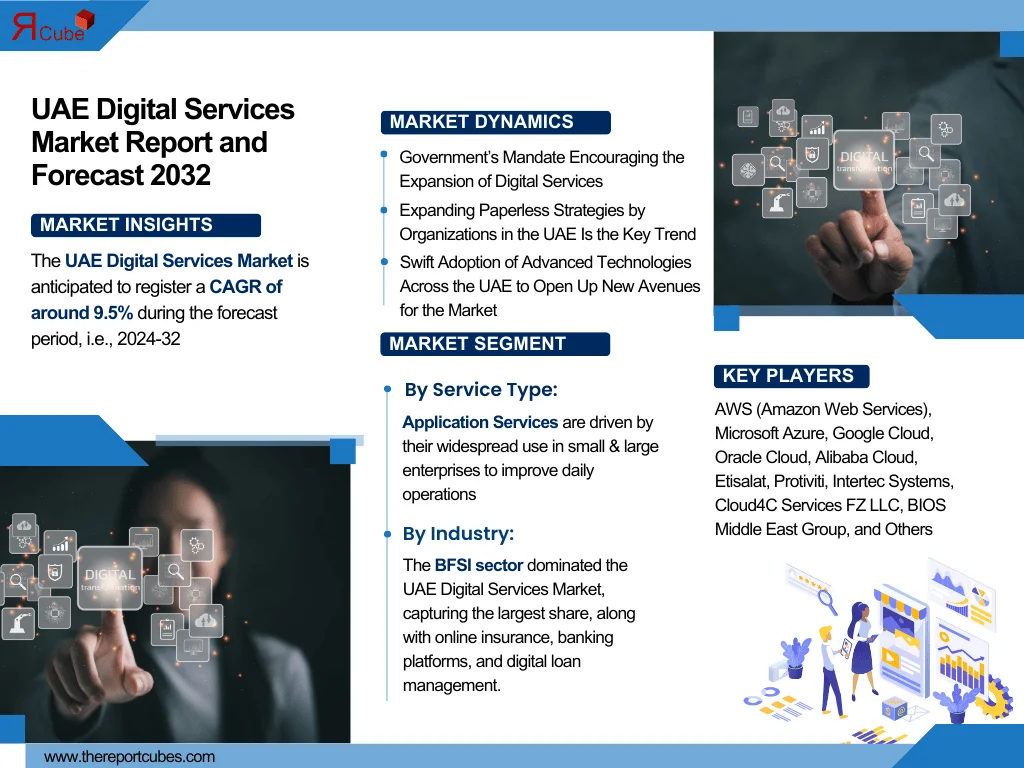 ЯCube
UAE Digital Services
Market Report and
Forecast 2032
MARKET INSIGHTS
The UAE Digital Services Market is
anticipated to register a CAGR of
around 9.5% during the forecast
period, i.e., 2024-32
DIGITAL
transformation
MARKET DYNAMICS
Government's Mandate Encouraging the
Expansion of Digital Services
Expanding Paperless Strategies by
Organizations in the UAE Is the Key Trend
Swift Adoption of Advanced Technologies
Across the UAE to Open Up New Avenues
for the Market
MARKET SEGMENT
By Service Type:
Application Services are driven by
their widespread use in small & large
enterprises to improve daily
operations
By Industry:
The BFSI sector dominated the
UAE Digital Services Market,
capturing the largest share, along
with online insurance, banking
platforms, and digital loan
management.
DIGITAL
transformation
KEY PLAYERS
AWS (Amazon Web Services),
Microsoft Azure, Google Cloud,
Oracle Cloud, Alibaba Cloud,
Etisalat, Protiviti, Intertec Systems,
Cloud4C Services FZ LLC, BIOS
Middle East Group, and Others
www.thereportcubes.com